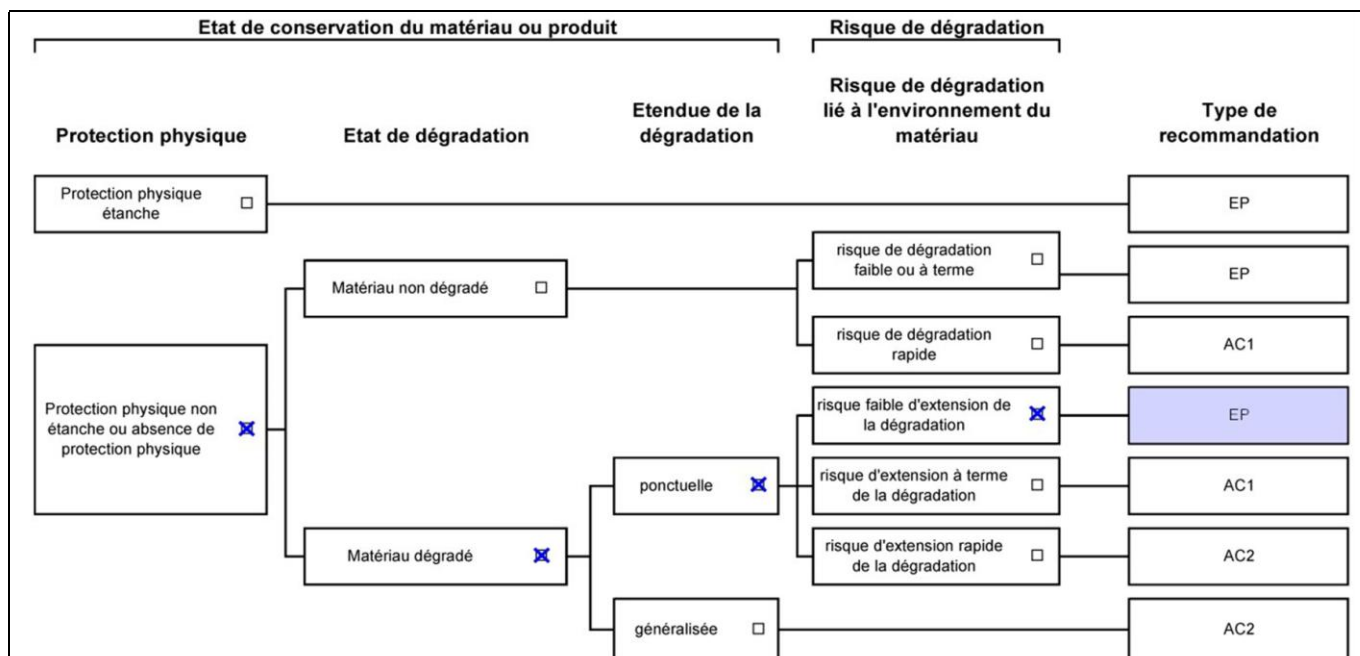 Etat de conservation du matériau ou produit
Risque de dégradation
Protection physique
Etat de dégradation
Etendue de la
dégradation
Risque de dégradation
lié à l'environnement du
matériau
Type de
recommandation
Protection physique
étanche
EP
Matériau non dégradé
risque de dégradation
faible ou à terme
EP
risque de dégradation
rapide
AC1
Protection physique non
étanche ou absence de
protection physique
risque faible d'extension de
la dégradation
EP
ponctuelle
risque d'extension à terme
de la dégradation
AC1
Matériau dégradé
risque d'extension rapide
de la dégradation
AC2
généralisée
AC2